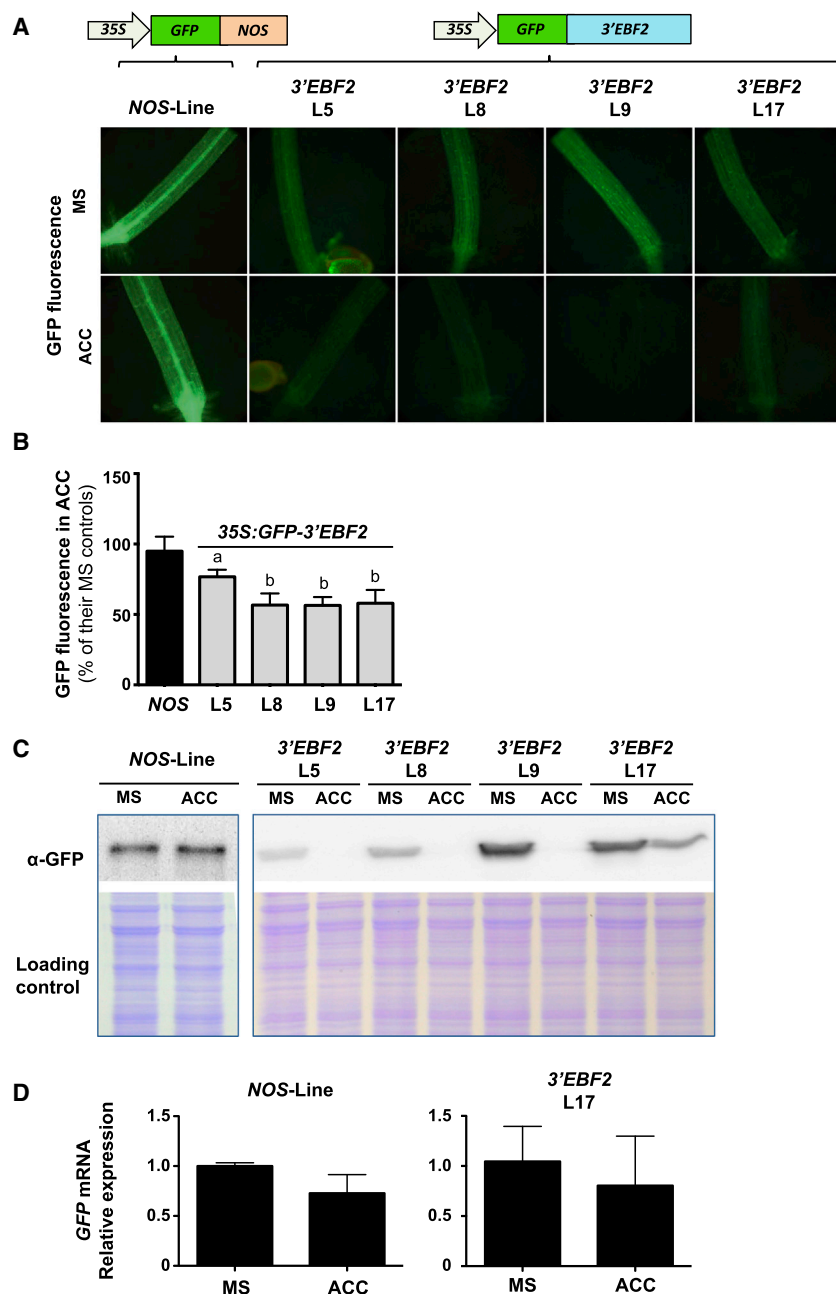 A
35S GFP NOS 35S GFP 3'EBF2
NOS-Line
3'EBF2 L5
3'EBF2 L8
3'EBF2 L9
3'EBF2 L17
GFP fluorescence
MS
ACC
B
GFP fluorescence in ACC
(% of their MS controls)
150
100
50
0
35S:GFP-3'EBF2
a b b b
NOS L5 L8 L9 L17
C
NOS-Line
3'EBF2 L5
3'EBF2 L8
3'EBF2 L9
3'EBF2 L17
MS ACC MS ACC MS ACC MS ACC MS ACC
α-GFP
Loading
control
D
NOS-Line
GFP mRNA
Relative expression
1.5
1.0
0.5
0
MS ACC
3'EBF2
L17
1.5
1.0
0.5
0
MS ACC